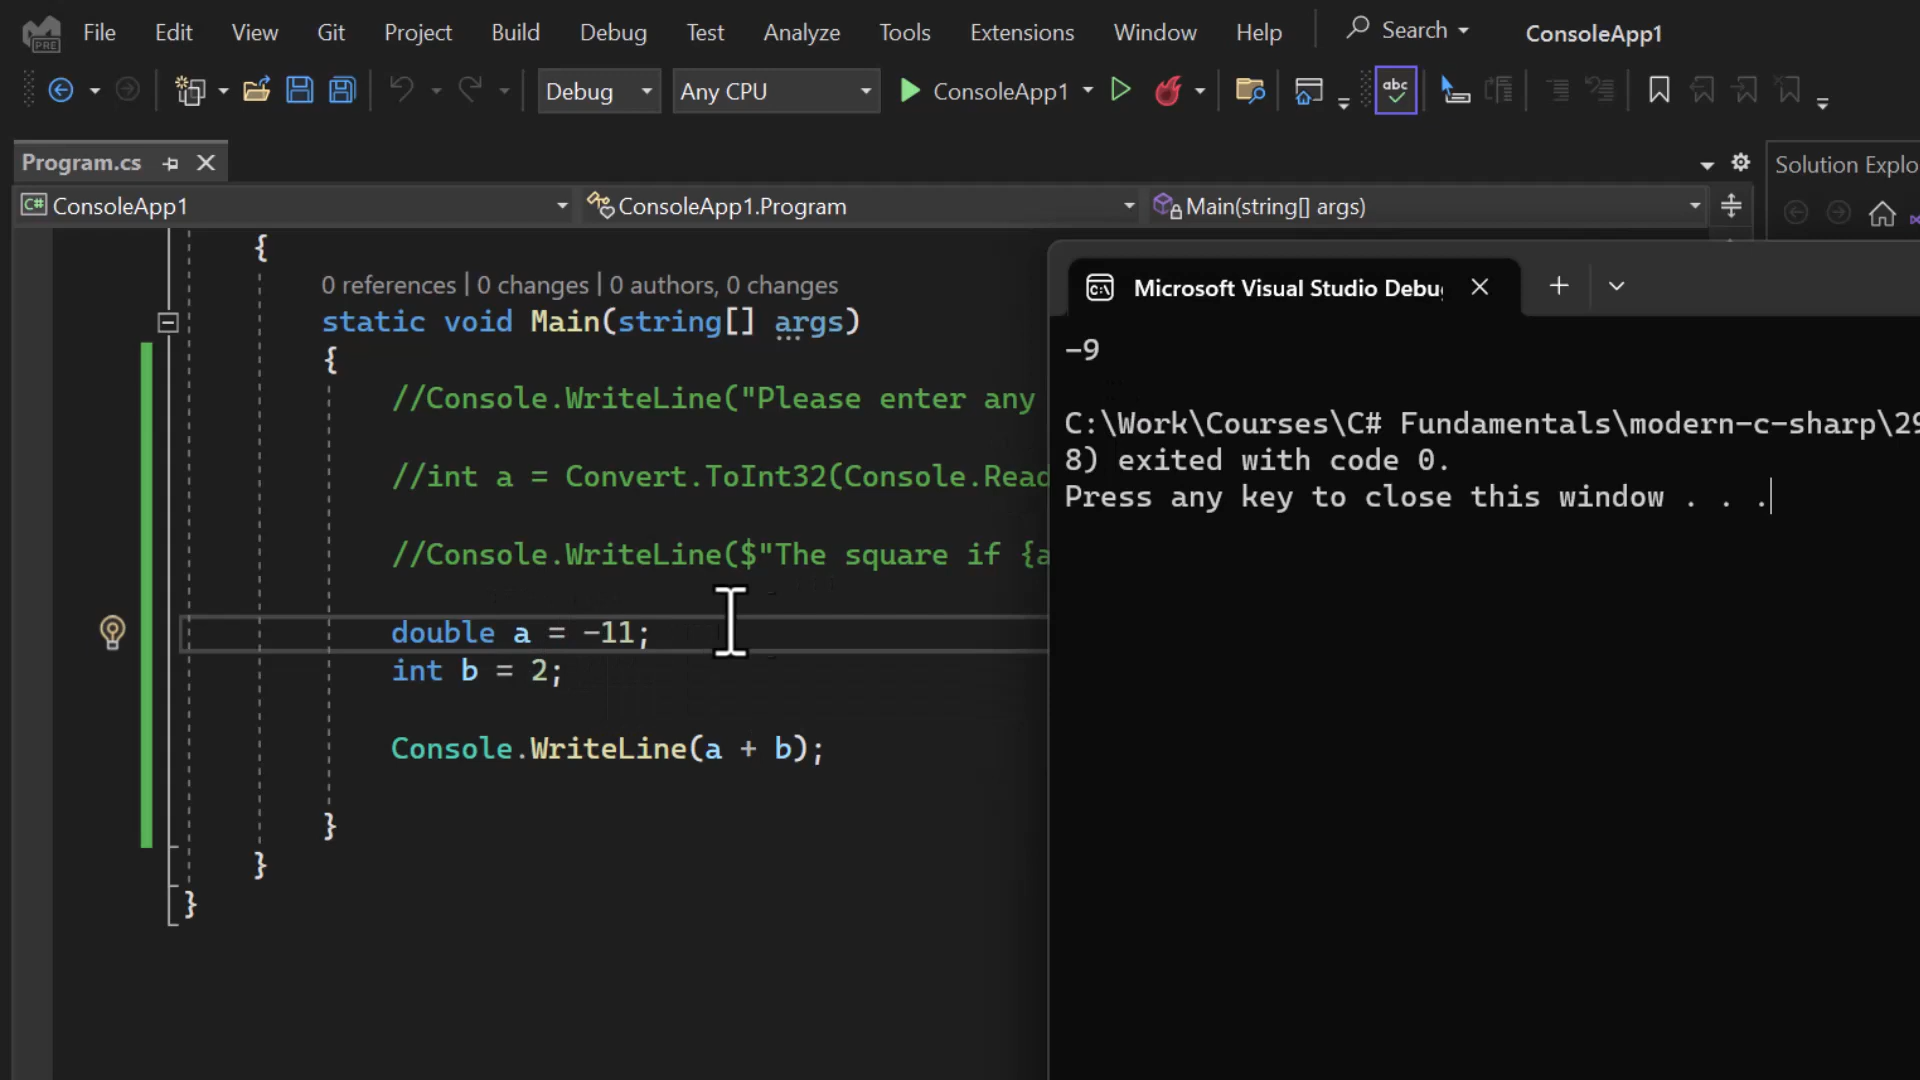 File Edit View Git Project Build Debug Test Analyze Tools Extensions Window Help Search ConsoleApp1
PRE
Debug Any CPU ConsoleApp1 abc
Program.cs
Solution Explo
C# ConsoleApp1 ConsoleApp1.Program Main(string[] args)
{
0 references | 0 changes | 0 authors, 0 changes
static void Main(string[] args)
{
//Console.WriteLine("Please enter any
//int a = Convert.ToInt32(Console.Read
//Console.WriteLine($"The square if {a
double a = -11;
int b = 2;
Console.WriteLine(a + b);
}
}
}
Microsoft Visual Studio Debu
-9
C:\Work\Courses\C# Fundamentals\modern-c-sharp\29
8) exited with code 0.
Press any key to close this window . . .